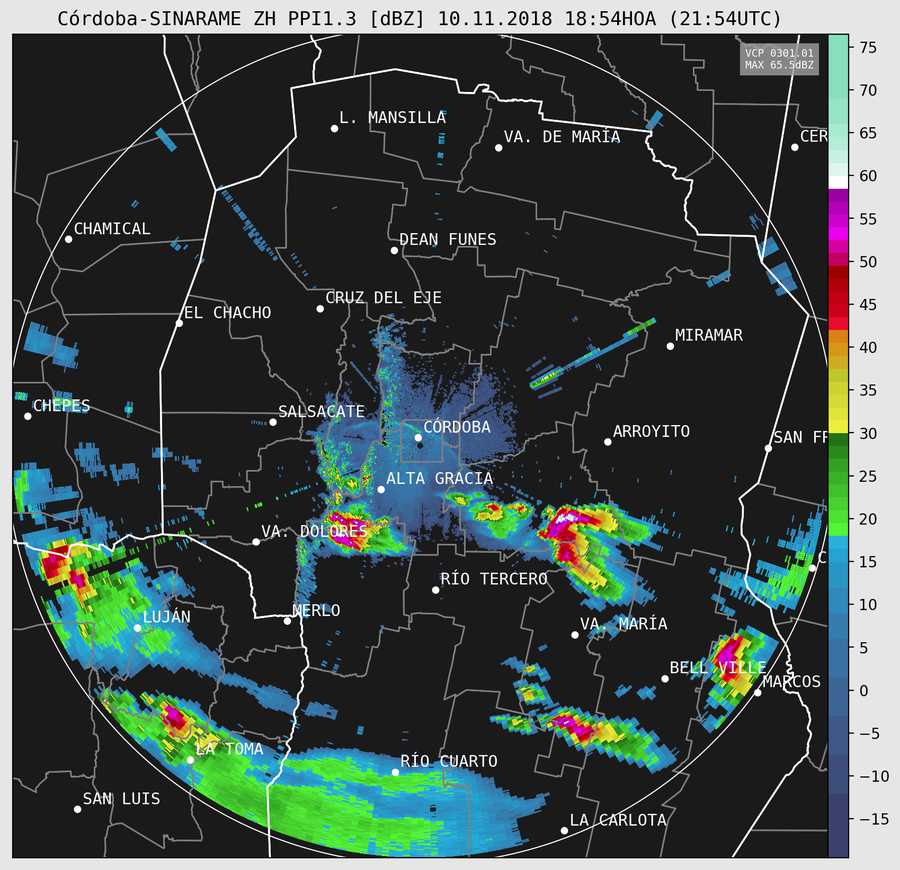 Córdoba-SINARAME ZH PPI1.3 [dBZ] 10.11.2018 18:54HOA (21:54UTC)
VCP 0301.01
MAX 65.5dBZ
L. MANSILLA
VA. DE MARÍA
CER
CHAMICAL
DEAN FUNES
CRUZ DEL EJE
EL CHACHO
MIRAMAR
CHEPES
SALSACATE
CÓRDOBA
ARROYITO
SAN FR
ALTA GRACIA
VA. DOLORES
C
RÍO TERCERO
MERLO
LUJÁN
VA. MARÍA
BELL VILLE
MARCOS
LA TOMA
RÍO CUARTO
SAN LUIS
LA CARLOTA
75
70
65
60
55
50
45
40
35
30
25
20
15
10
5
0
−5
−10
−15